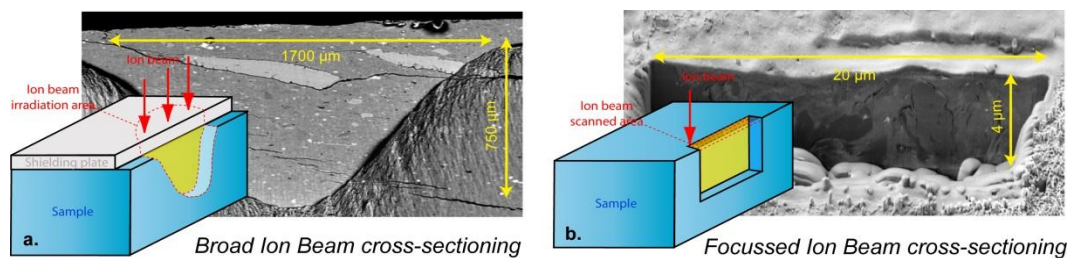 1700 µm
Ion beam
Ion beam
irradiation area
750 µm
Shielding plate
Sample
a.
Broad Ion Beam cross-sectioning
20 µm
Ion beam
Ion beam
scanned area
4 µm
Sample
b.
Focussed Ion Beam cross-sectioning